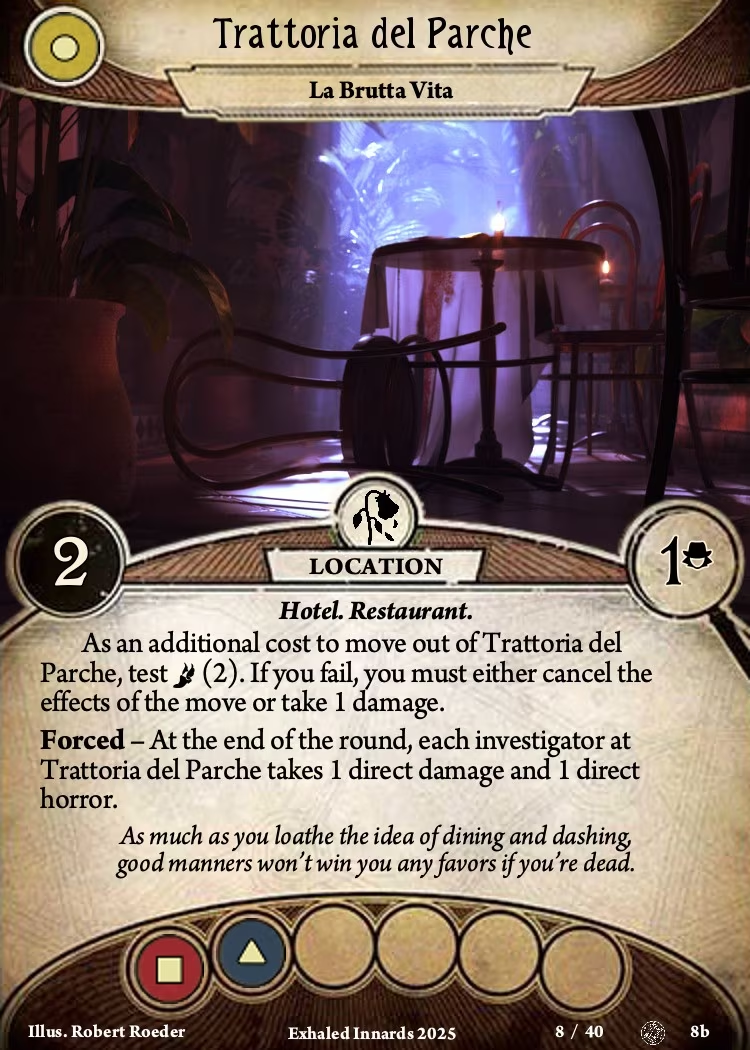 Trattoria del Parche
La Brutta Vita
2
LOCATION
1
Hotel. Restaurant.
As an additional cost to move out of Trattoria del
Parche, test (2). If you fail, you must either cancel the
effects of the move or take 1 damage.
Forced – At the end of the round, each investigator at
Trattoria del Parche takes 1 direct damage and 1 direct
horror.
As much as you loathe the idea of dining and dashing,
good manners won't win you any favors if you're dead.
Illus. Robert Roeder
Exhaled Innards 2025
8 / 40
8b